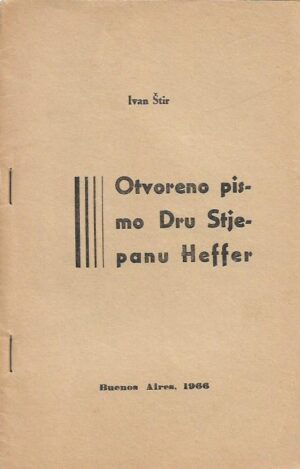 Ivan Štir
Otvoreno pis-
mo Dru Stje-
panu Heffer
Buenos Aires, 1966